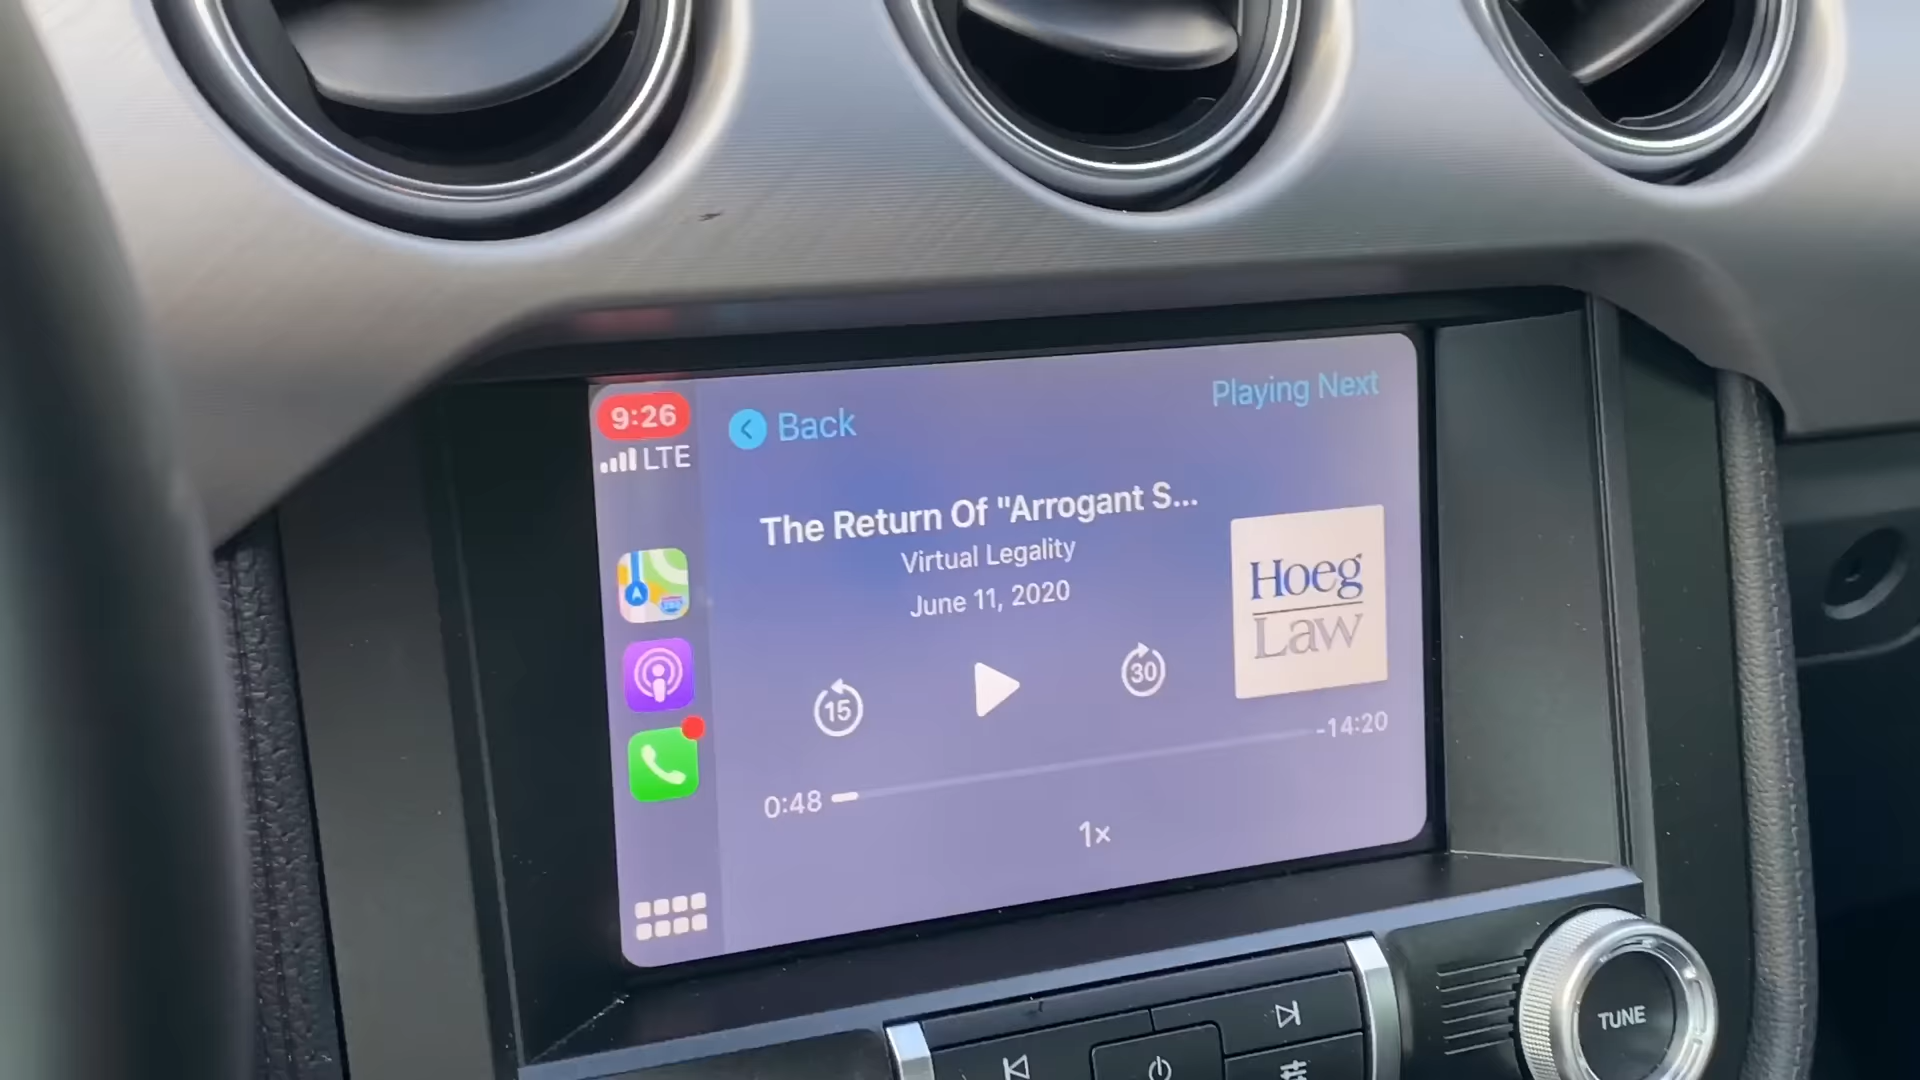 9:26
LTE
Back
Playing Next
The Return Of "Arrogant S...
Virtual Legality
June 11, 2020
Hoeg
Law
15
30
0:48
-14:20
1x
TUNE